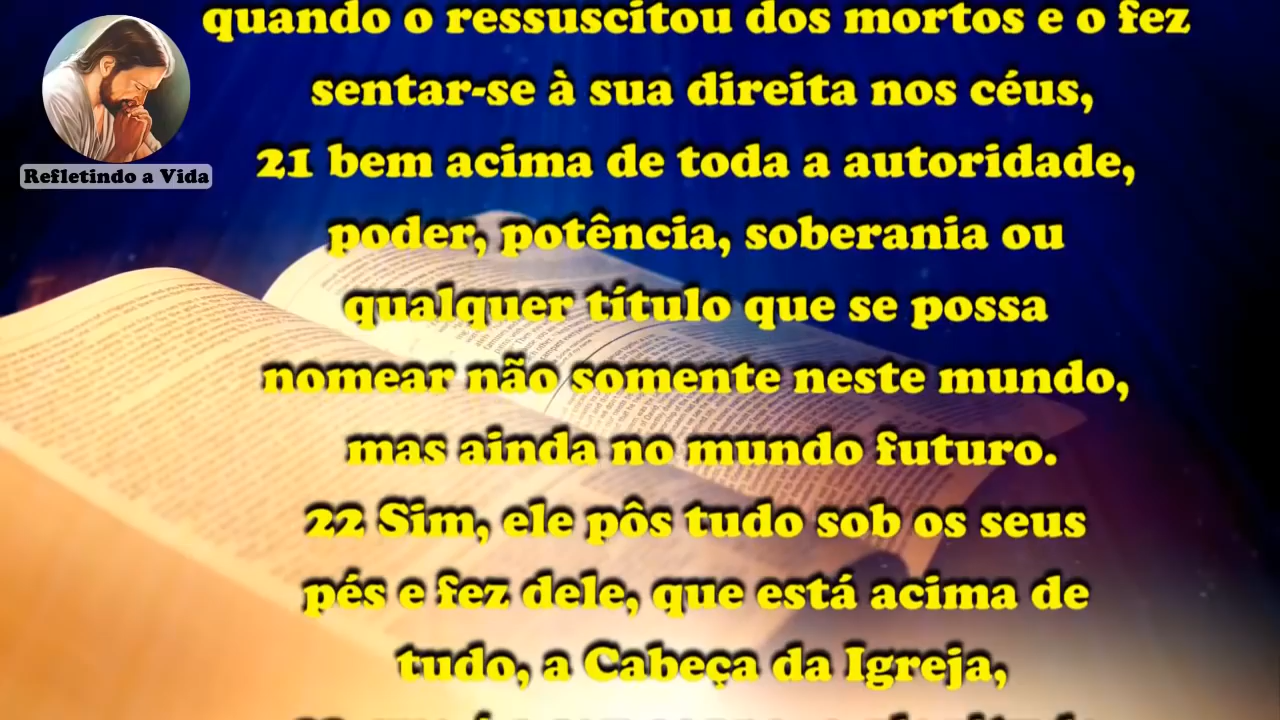 quando o ressuscitou dos mortos e o fez
sentar-se à sua direita nos céus,
Refletindo a Vida
21 bem acima de toda a autoridade,
poder, potência, soberania ou
qualquer título que se possa
nomear não somente neste mundo,
mas ainda no mundo futuro.
22 Sim, ele pôs tudo sob os seus
pés e fez dele, que está acima de
tudo, a Cabeça da Igreja,